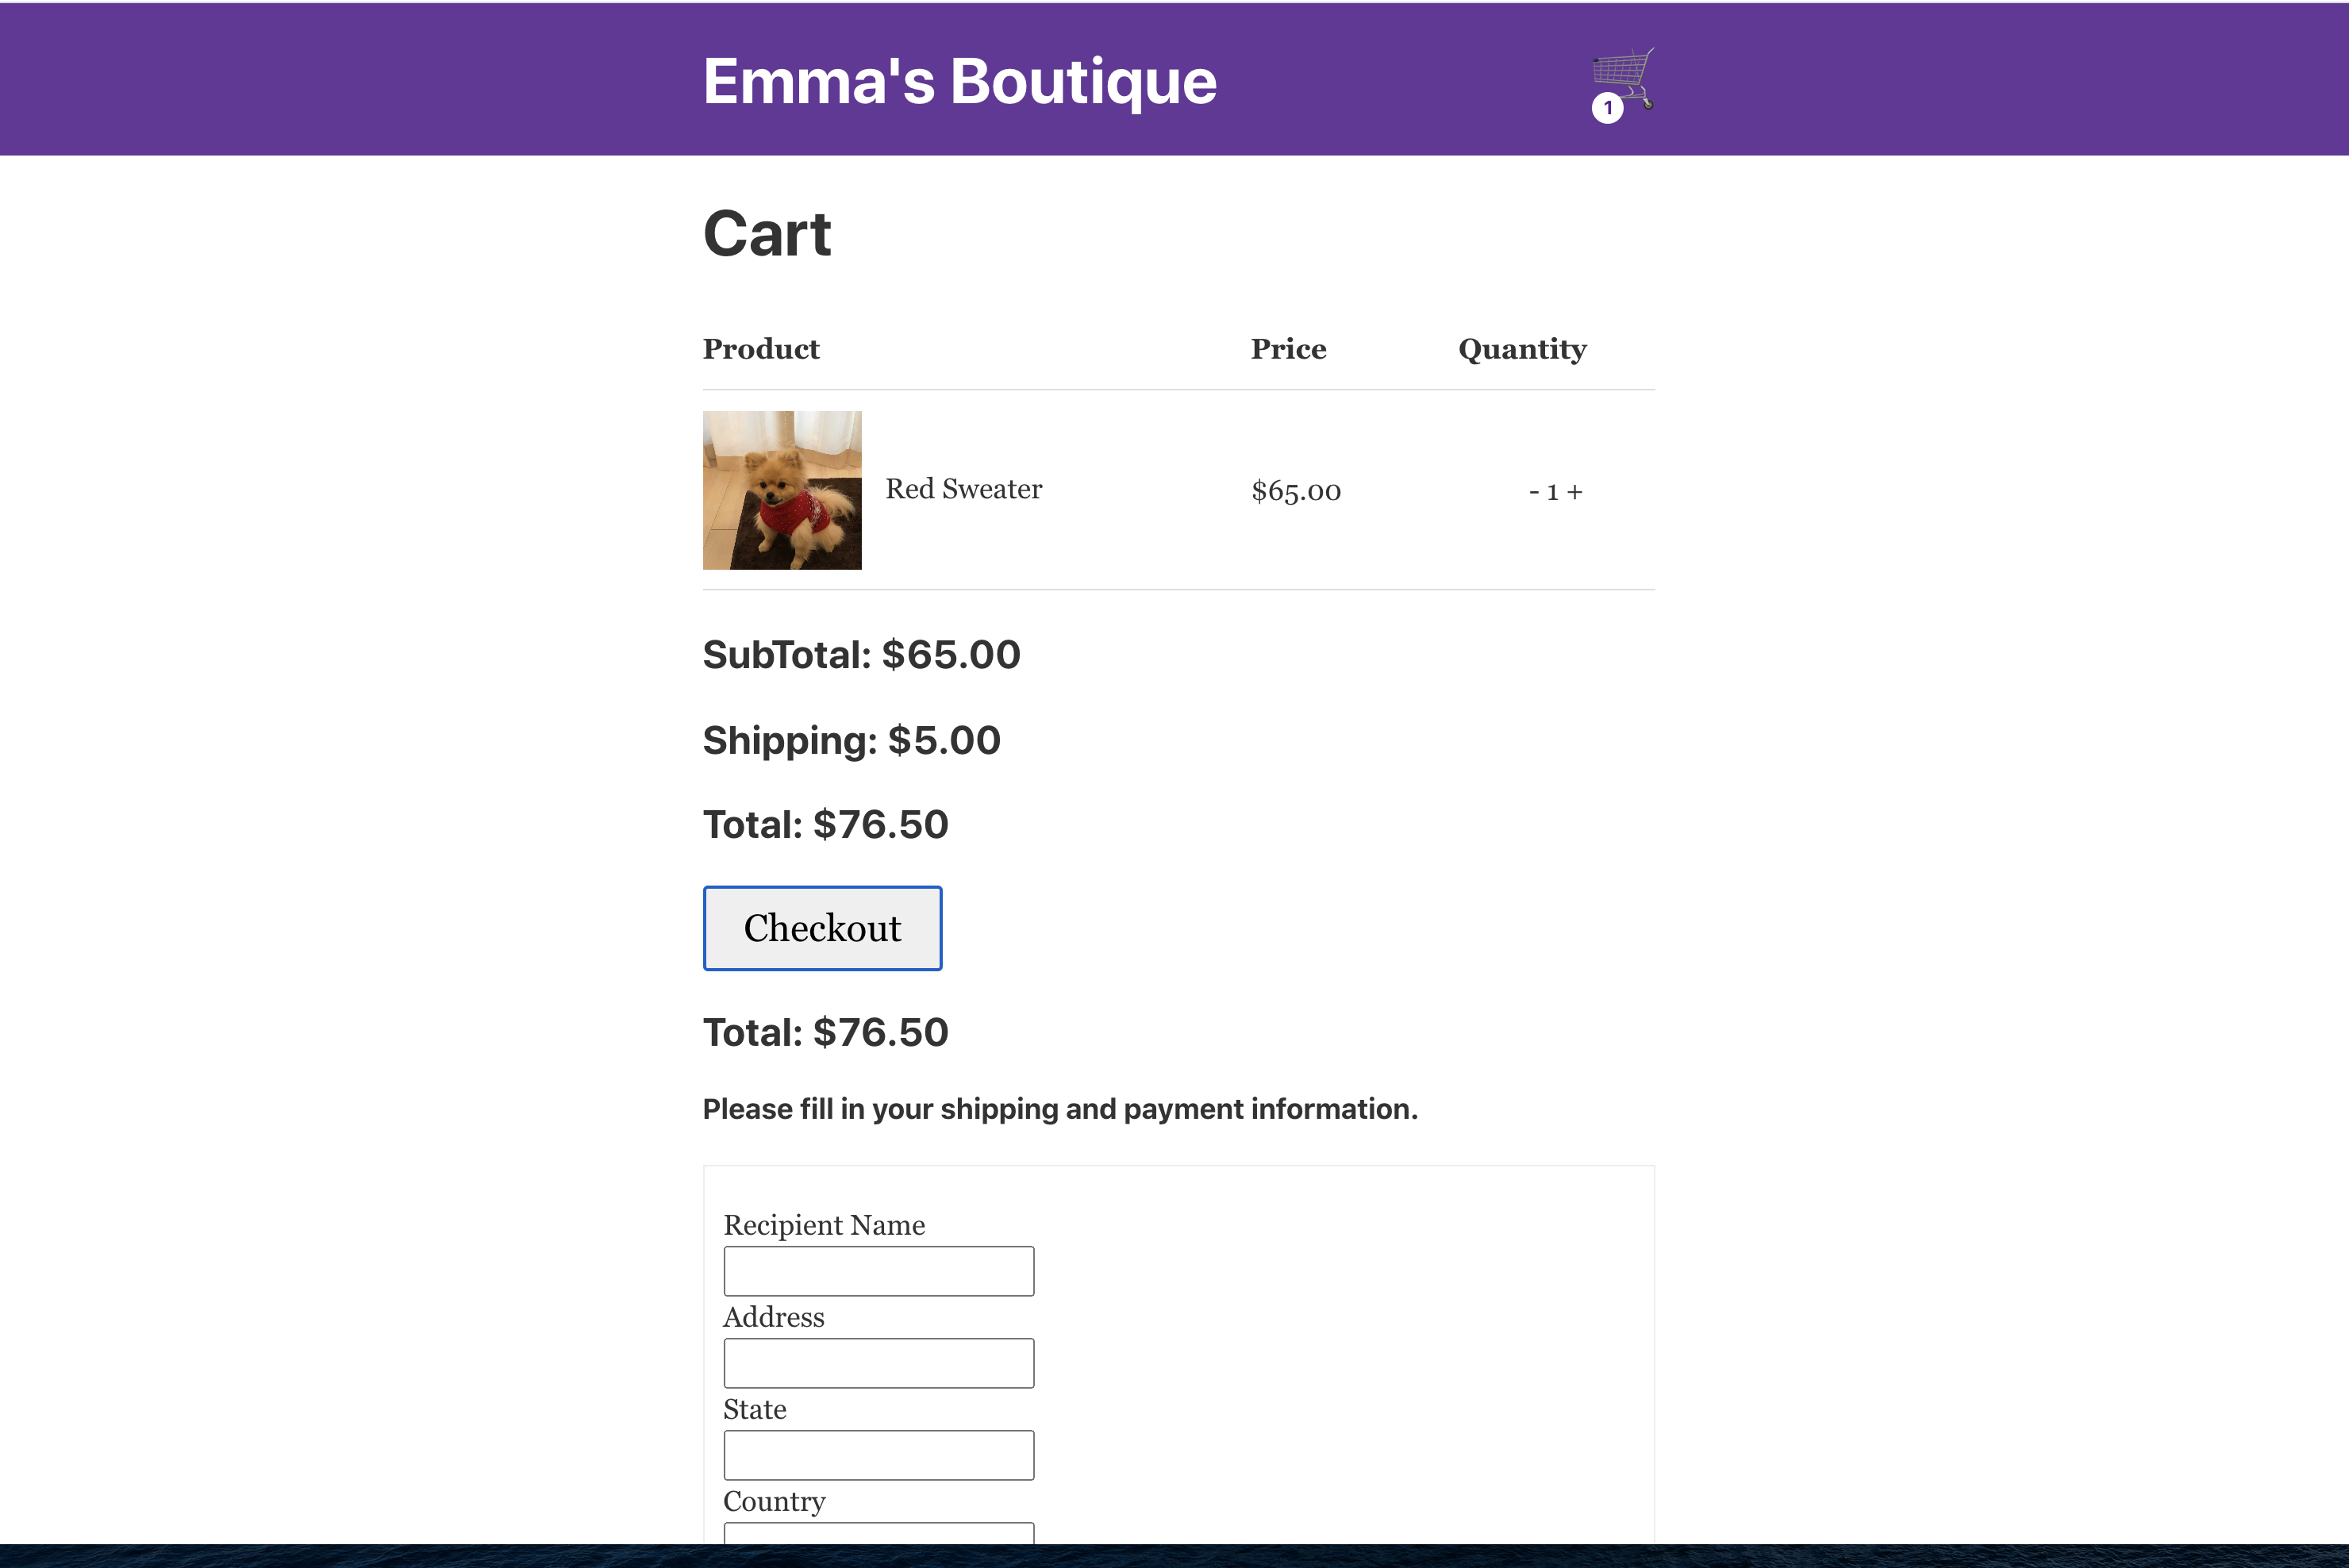 Emma's Boutique
1
Cart
Product Price Quantity
Red Sweater $65.00 - 1 +
SubTotal: $65.00
Shipping: $5.00
Total: $76.50
Checkout
Total: $76.50
Please fill in your shipping and payment information.
Recipient Name
Address
State
Country